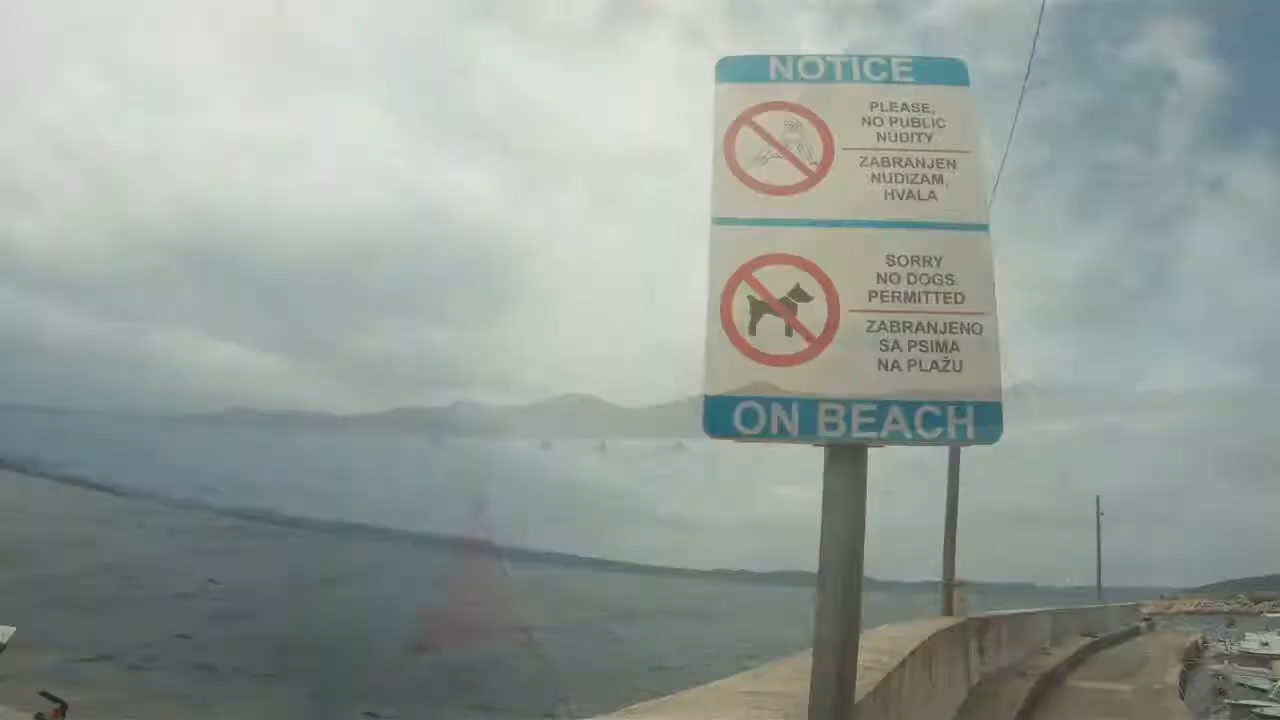 NOTICE
PLEASE,
NO PUBLIC
NUDITY
ZABRANJEN
NUDIZAM,
HVALA
SORRY
NO DOGS
PERMITTED
ZABRANJENO
SA PSIMA
NA PLAŽU
ON BEACH